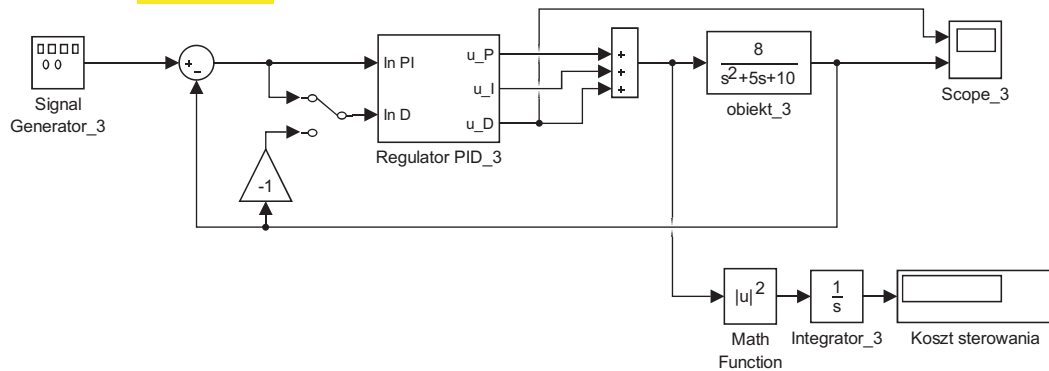 Signal
Generator_3
+
−
-1
In PI
In D
u_P
u_I
u_D
Regulator PID_3
+
+
+
8
s²+5s+10
obiekt_3
Scope_3
|u|²
Math
Function
1
s
Integrator_3
Koszt sterowania